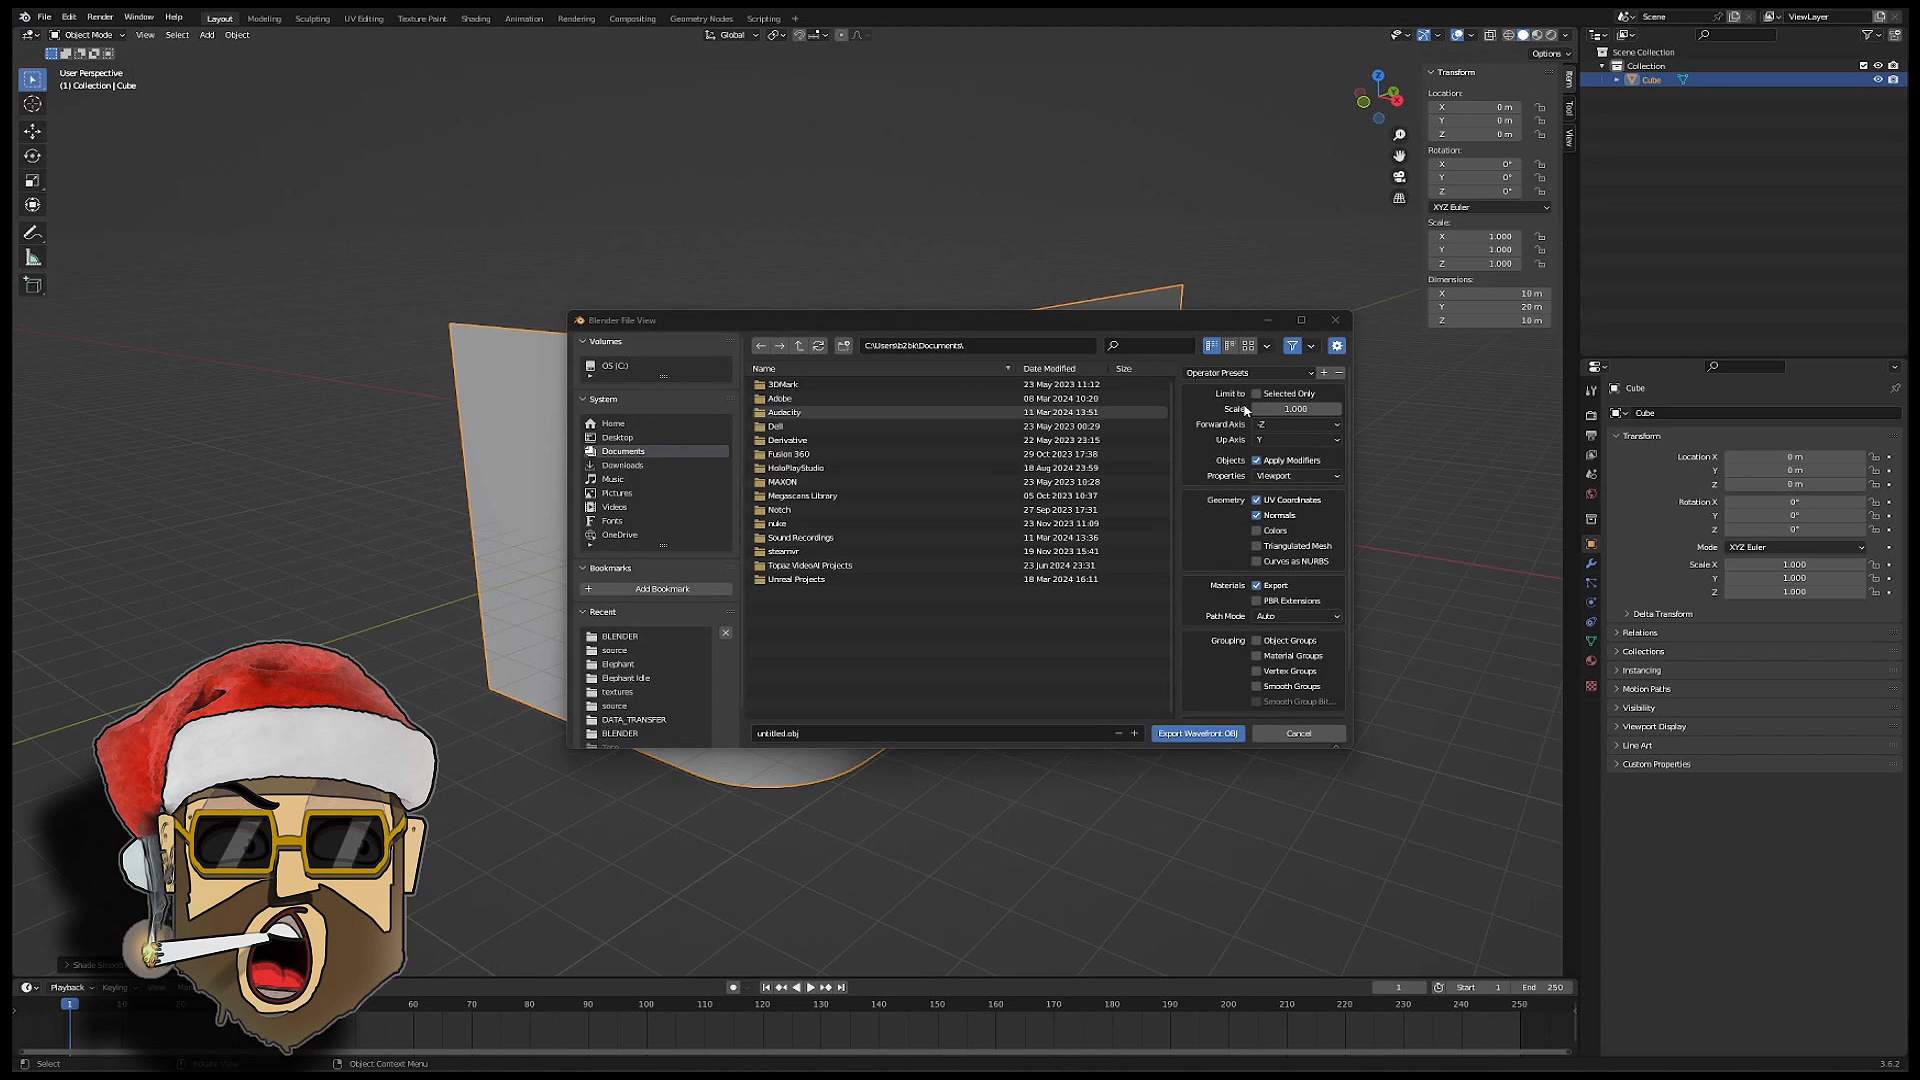 File Edit Render Window Help Layout Modeling Sculpting UV Editing Texture Paint Shading Animation Rendering Compositing Geometry Nodes Scripting + Scene ViewLayer
Object Mode View Select Add Object Global
Options
User Perspective
(1) Collection | Cube
Scene Collection
Collection
Cube
Transform
Location:
X 0 m
Y 0 m
Z 0 m
Rotation:
X 0°
Y 0°
Z 0°
XYZ Euler
Scale:
X 1.000
Y 1.000
Z 1.000
Dimensions:
X 10 m
Y 20 m
Z 10 m
Item
Tool
View
Z
Y
X
Blender File View
Volumes
OS (C:)
System
Home
Desktop
Documents
Downloads
Music
Pictures
Videos
Fonts
OneDrive
Bookmarks
Add Bookmark
Recent
BLENDER
source
Elephant
Elephant Idle
textures
source
DATA_TRANSFER
BLENDER
C:\Users\b2bk\Documents\
Name Date Modified Size
3DMark 23 May 2023 11:12
Adobe 08 Mar 2024 10:20
Audacity 11 Mar 2024 13:51
Dell 23 May 2023 00:29
Derivative 22 May 2023 23:15
Fusion 360 29 Oct 2023 17:38
HoloPlayStudio 18 Aug 2024 23:59
MAXON 23 May 2023 10:28
Megascans Library 05 Oct 2023 10:37
Notch 27 Sep 2023 17:31
nuke 23 Nov 2023 11:09
Sound Recordings 11 Mar 2024 13:36
steamvr 19 Nov 2023 15:41
Topaz VideoAI Projects 23 Jun 2024 23:31
Unreal Projects 18 Mar 2024 16:11
Operator Presets
Limit to Selected Only
Scale 1.000
Forward Axis -Z
Up Axis Y
Objects Apply Modifiers
Properties Viewport
Geometry UV Coordinates
Normals
Colors
Triangulated Mesh
Curves as NURBS
Materials Export
PBR Extensions
Path Mode Auto
Grouping Object Groups
Material Groups
Vertex Groups
Smooth Groups
Smooth Group Bit...
untitled.obj Export Wavefront OBJ Cancel
Cube
Cube
Transform
Location X 0 m
Y 0 m
Z 0 m
Rotation X 0°
Y 0°
Z 0°
Mode XYZ Euler
Scale X 1.000
Y 1.000
Z 1.000
Delta Transform
Relations
Collections
Instancing
Motion Paths
Visibility
Viewport Display
Line Art
Custom Properties
Shade Smooth
Playback Keying View 1 Start 1 End 250
1 10 60 70 80 90 100 110 120 130 140 150 160 170 180 190 200 210 220 230 240 250
Select Rotate View Object Context Menu 3.6.2